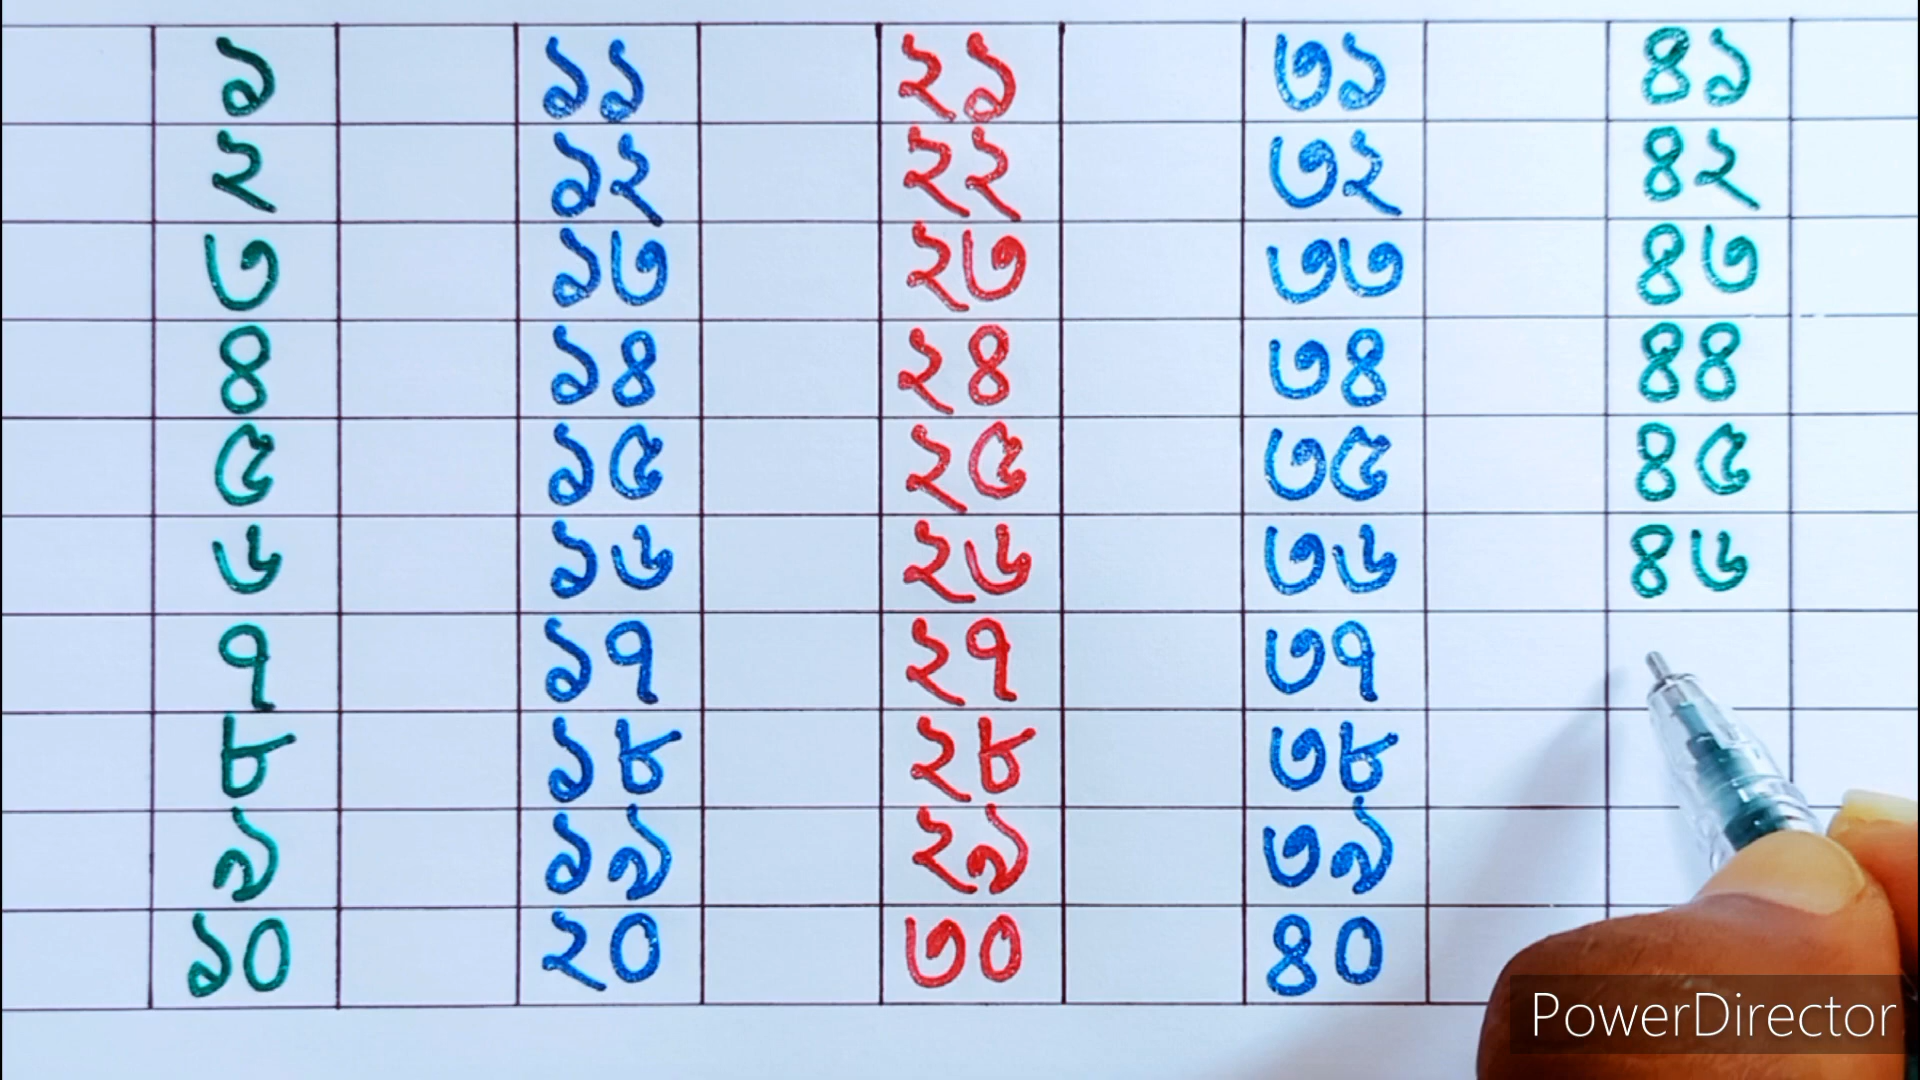 ১ ১১ ২১ ৩১ ৪১
২ ১২ ২২ ৩২ ৪২
৩ ১৩ ২৩ ৩৩ ৪৩
৪ ১৪ ২৪ ৩৪ ৪৪
৫ ১৫ ২৫ ৩৫ ৪৫
৬ ১৬ ২৬ ৩৬ ৪৬
৭ ১৭ ২৭ ৩৭
৮ ১৮ ২৮ ৩৮
৯ ১৯ ২৯ ৩৯
১০ ২০ ৩০ ৪০
PowerDirector